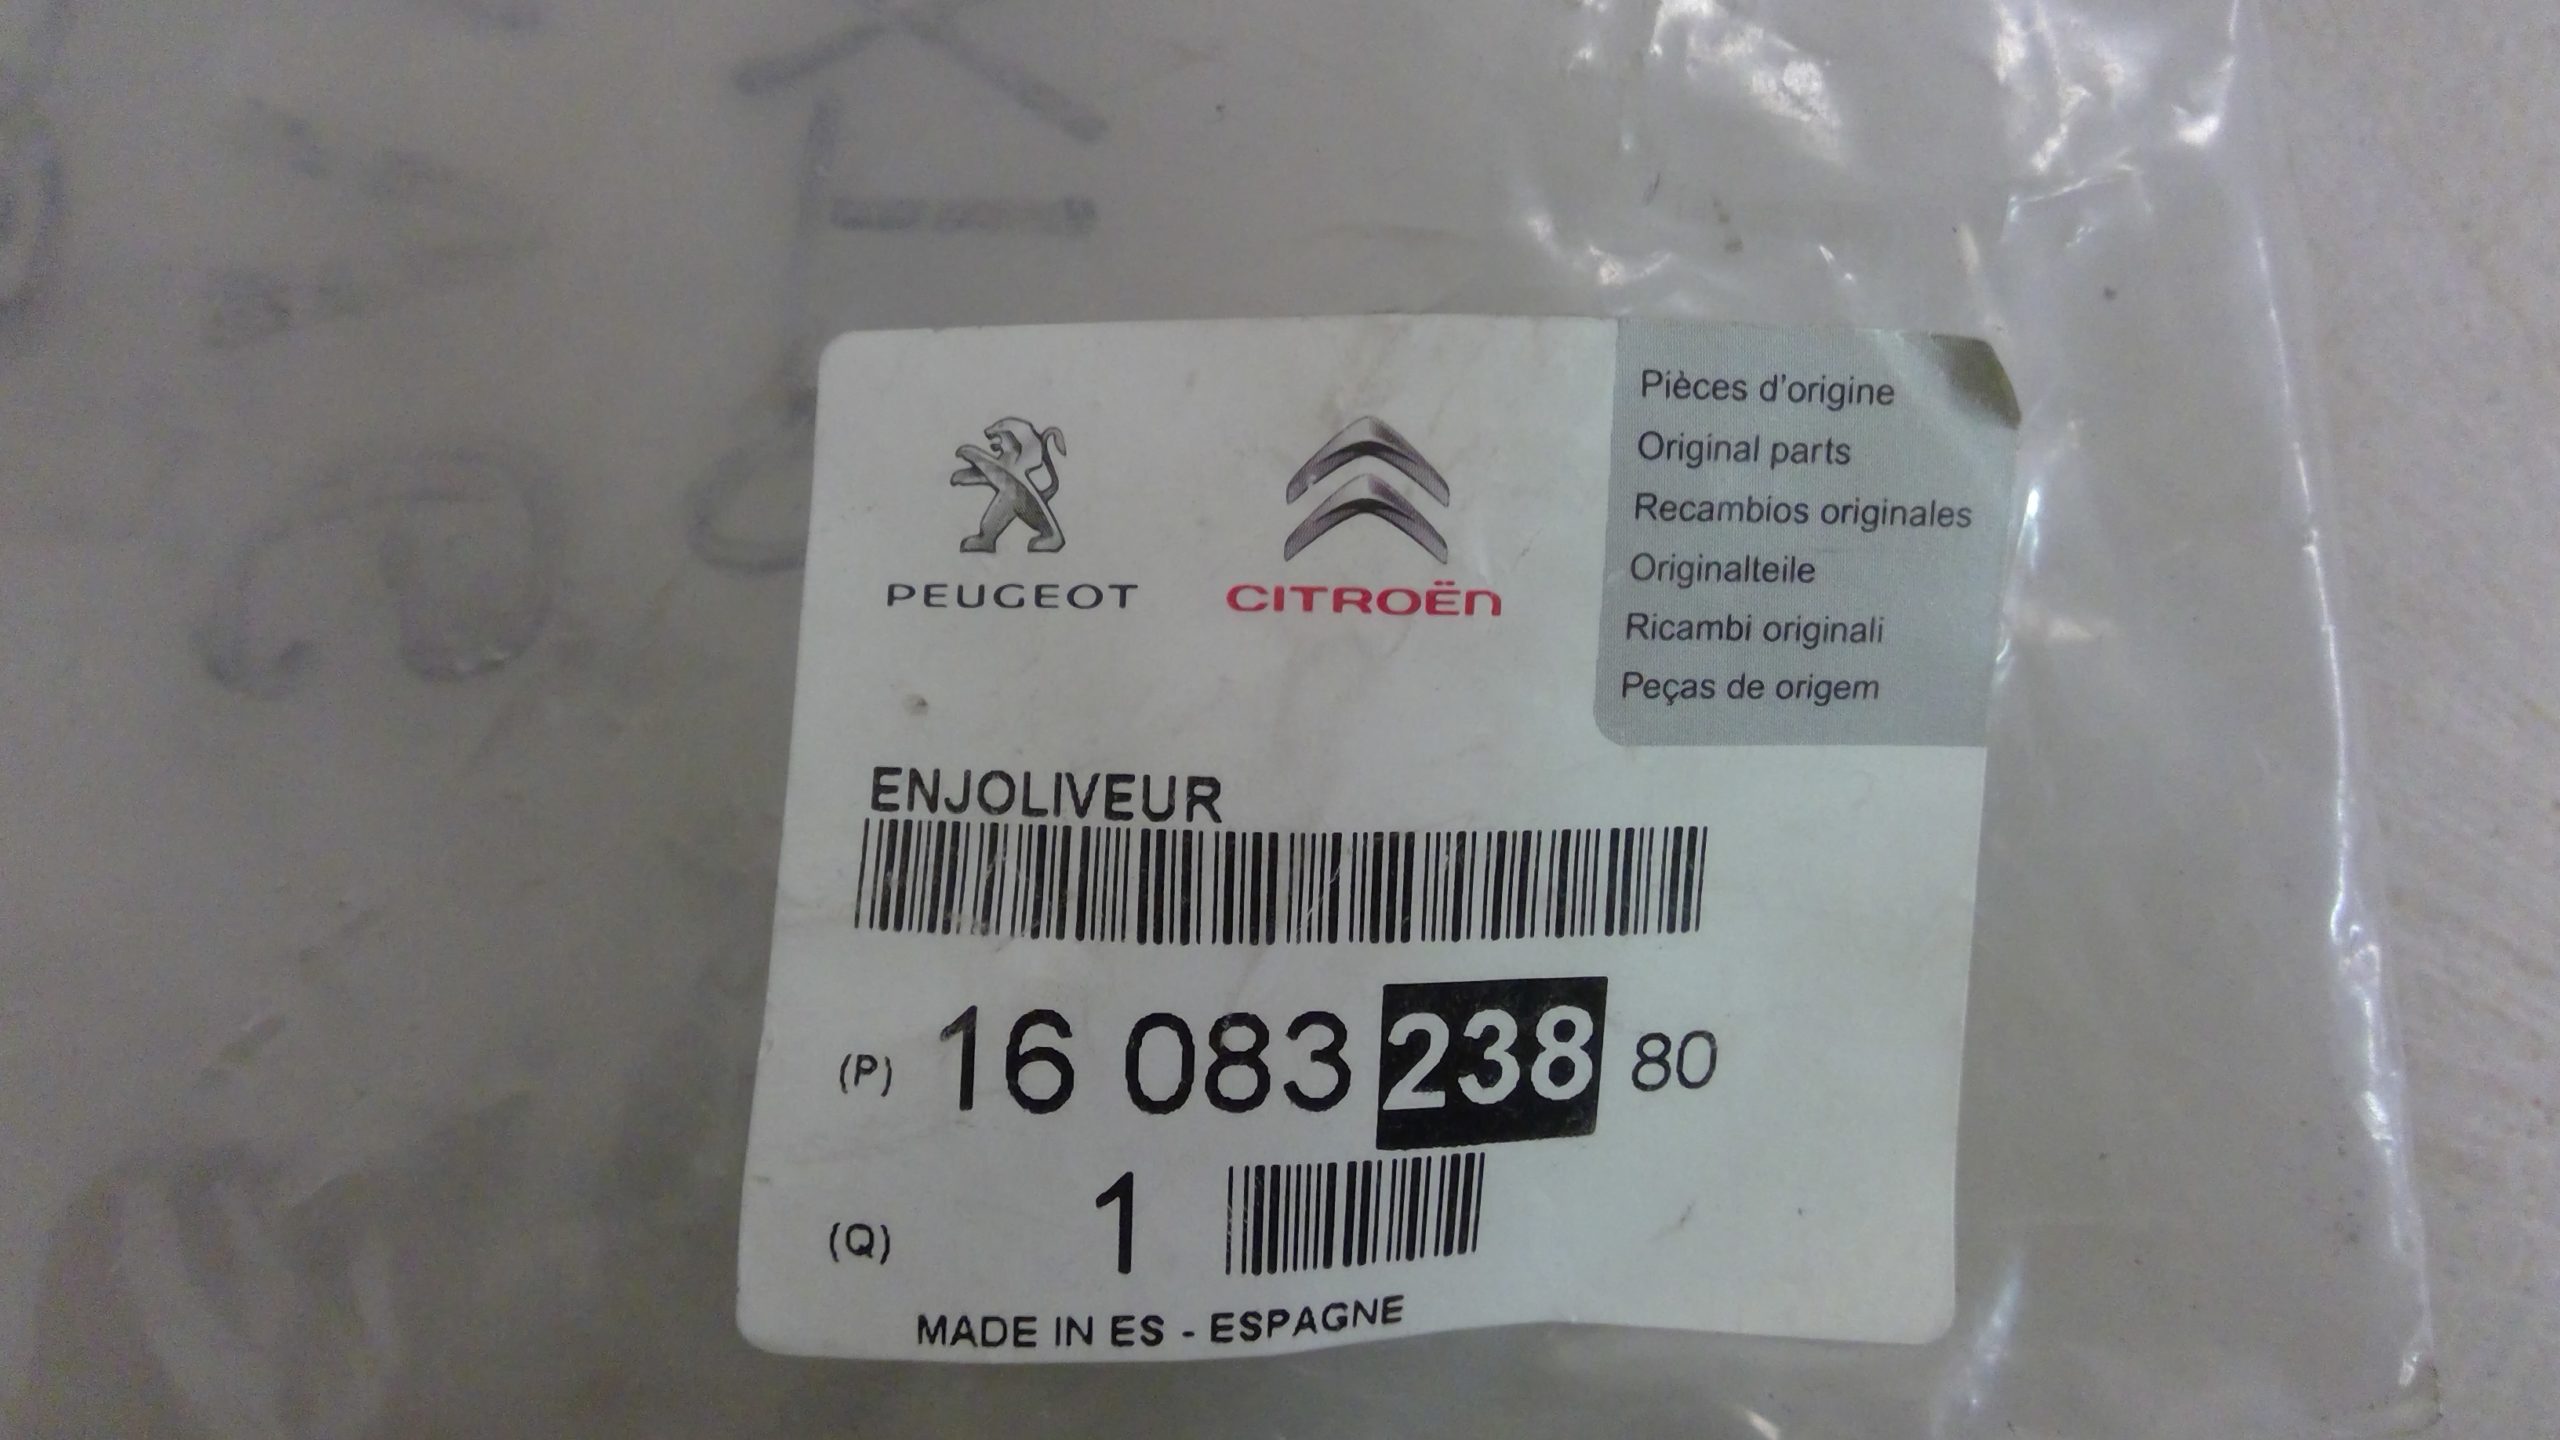 PEUGEOT
CITROËN
Pièces d'origine
Original parts
Recambios originales
Originalteile
Ricambi originali
Peças de origem
ENJOLIVEUR
(P) 16 083 238 80
(Q) 1
MADE IN ES - ESPAGNE